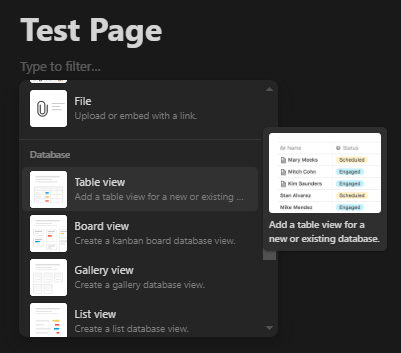 Test Page
Type to filter...
File
Upload or embed with a link.
Database
Table view
Add a table view for a new or existing ...
Board view
Create a kanban board database view.
Gallery view
Create a gallery database view.
List view
Create a list database view.
Name Status
Mary Meeks Scheduled
Mitch Cohn Engaged
Kim Saunders Engaged
Stan Alvarez Scheduled
Mike Mendez Engaged
Add a table view for a
new or existing database.